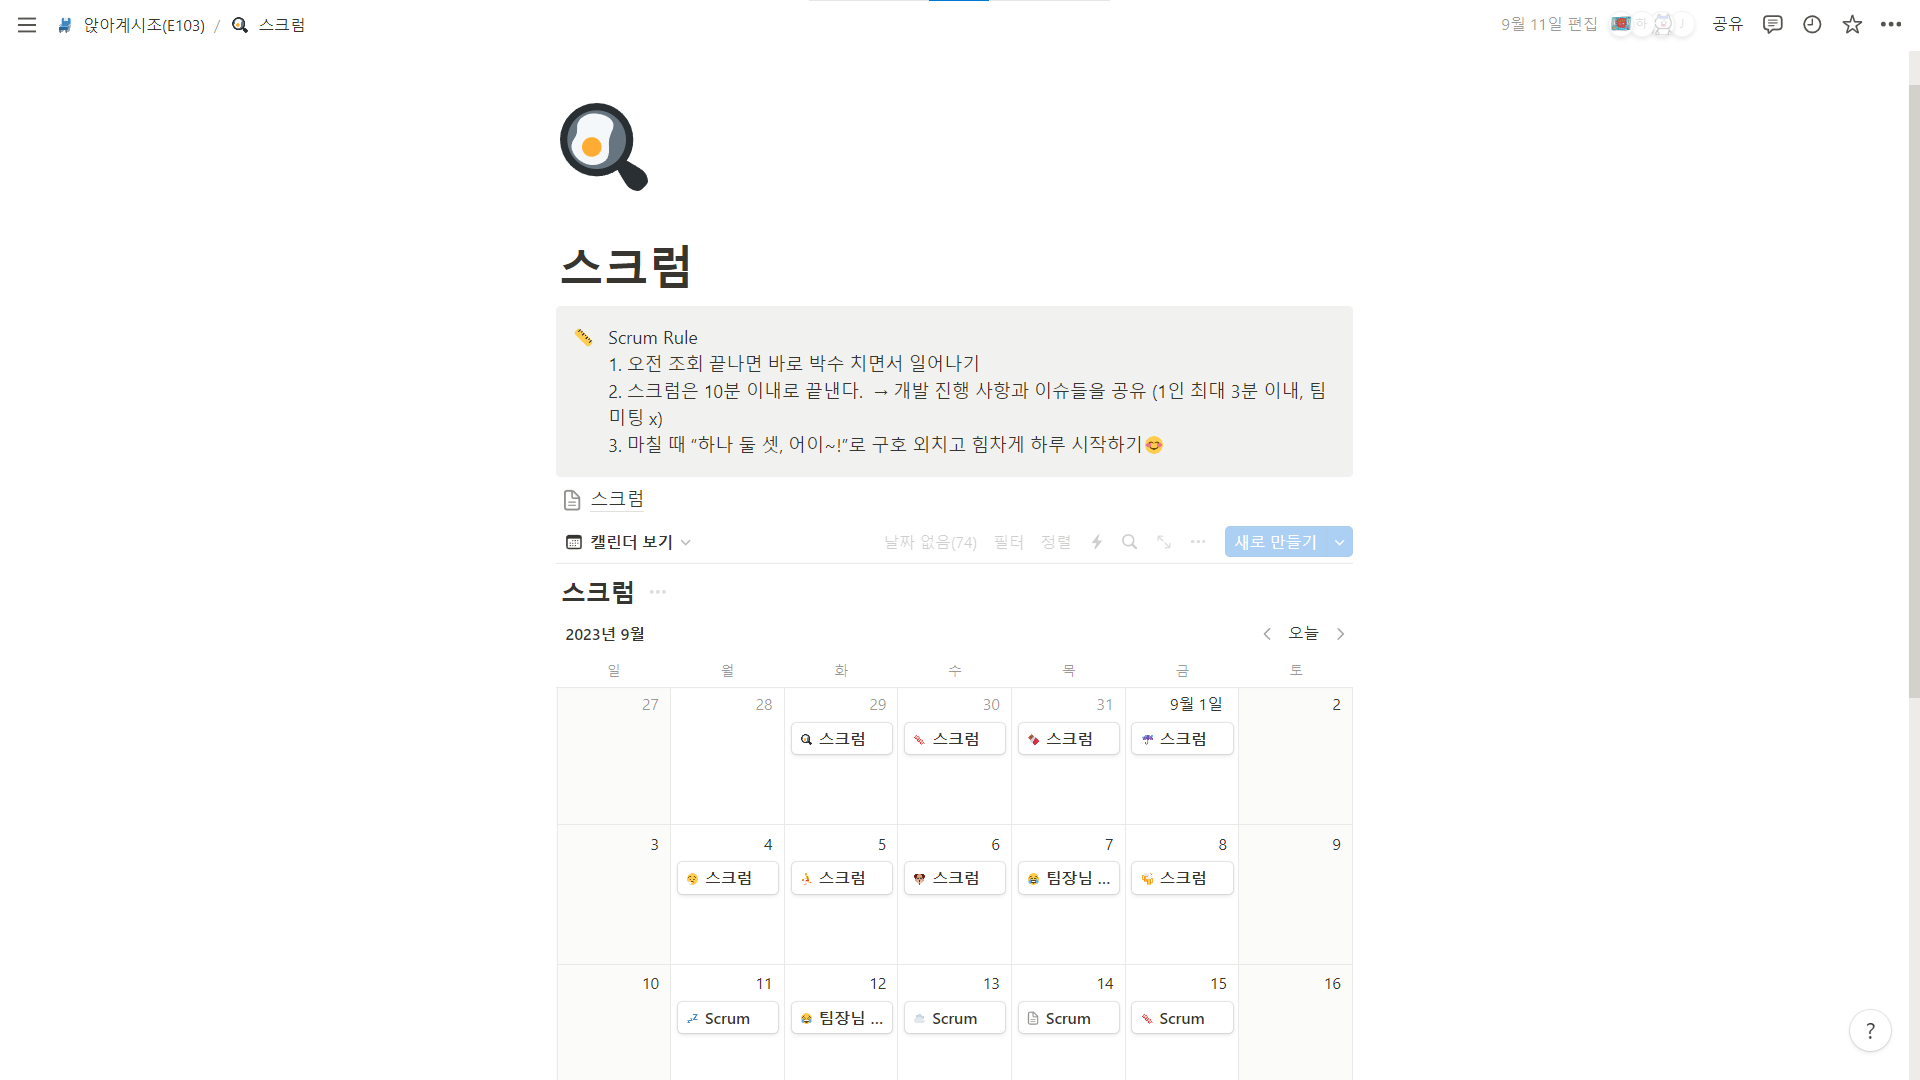 앉아계시조(E103) / 스크럼
9월 11일 편집 하 J 공유
스크럼
Scrum Rule
1. 오전 조회 끝나면 바로 박수 치면서 일어나기
2. 스크럼은 10분 이내로 끝낸다. → 개발 진행 사항과 이슈들을 공유 (1인 최대 3분 이내, 팀
미팅 x)
3. 마칠 때 “하나 둘 셋, 어이~!”로 구호 외치고 힘차게 하루 시작하기😊
스크럼
캘린더 보기 날짜 없음(74) 필터 정렬 새로 만들기
스크럼
2023년 9월 오늘
일 월 화 수 목 금 토
27 28 29 30 31 9월 1일 2
스크럼 스크럼 스크럼 스크럼
3 4 5 6 7 8 9
스크럼 스크럼 스크럼 팀장님 ... 스크럼
10 11 12 13 14 15 16
Scrum 팀장님 ... Scrum Scrum Scrum
?